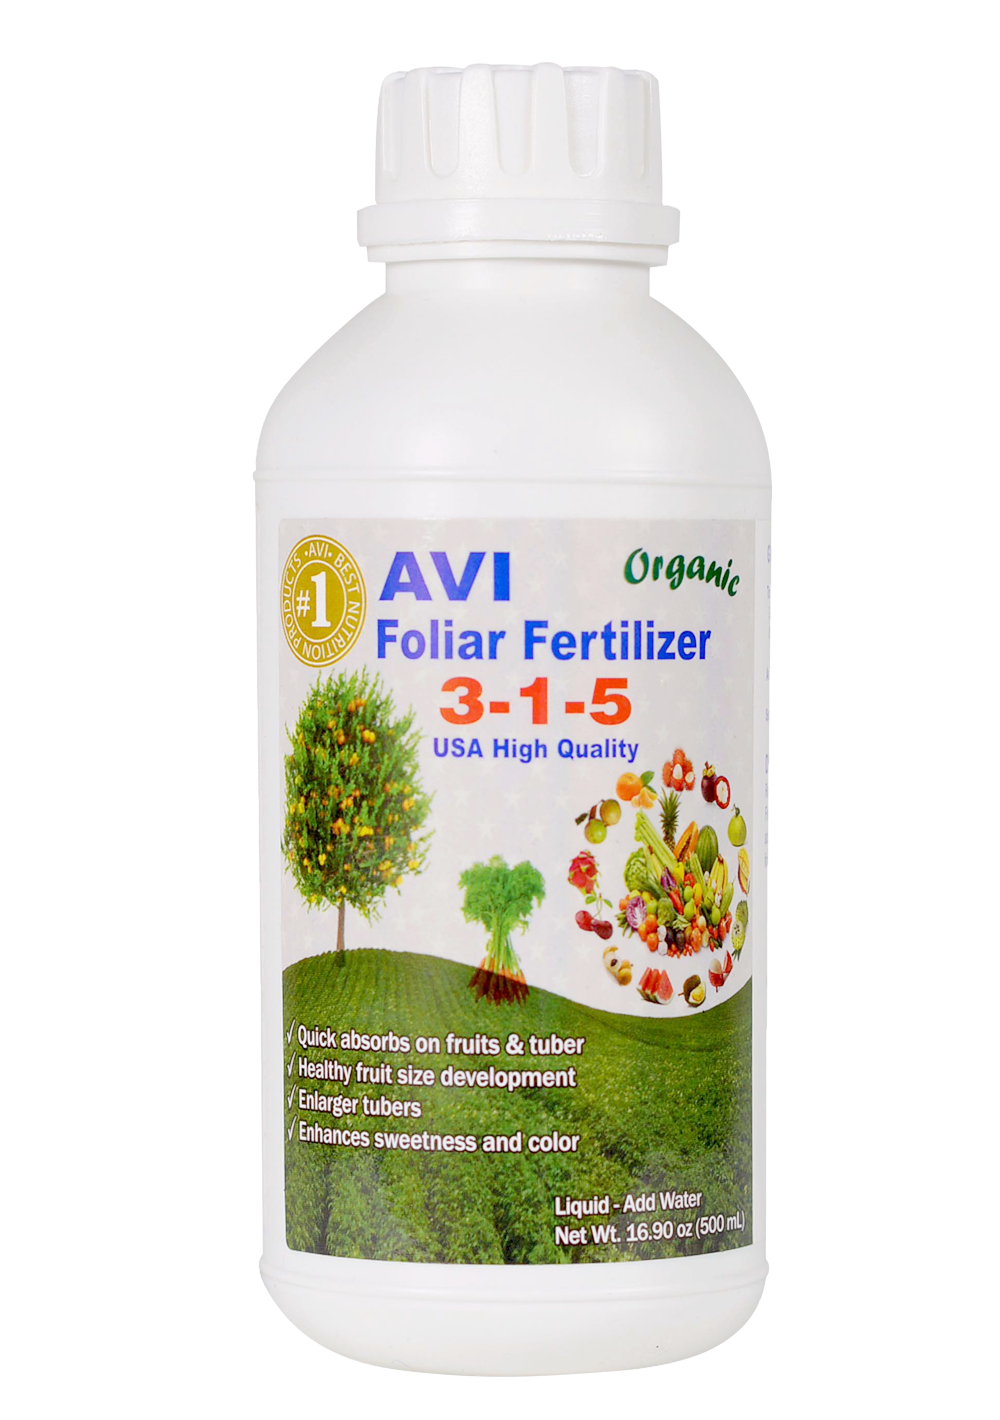 •AVI• BEST NUTRITION PRODUCTS
#1
AVI
Organic
Foliar Fertilizer
3-1-5
USA High Quality
✓ Quick absorbs on fruits & tuber
✓ Healthy fruit size development
✓ Enlarger tubers
✓ Enhances sweetness and color
Liquid - Add Water
Net Wt. 16.90 oz (500 mL)